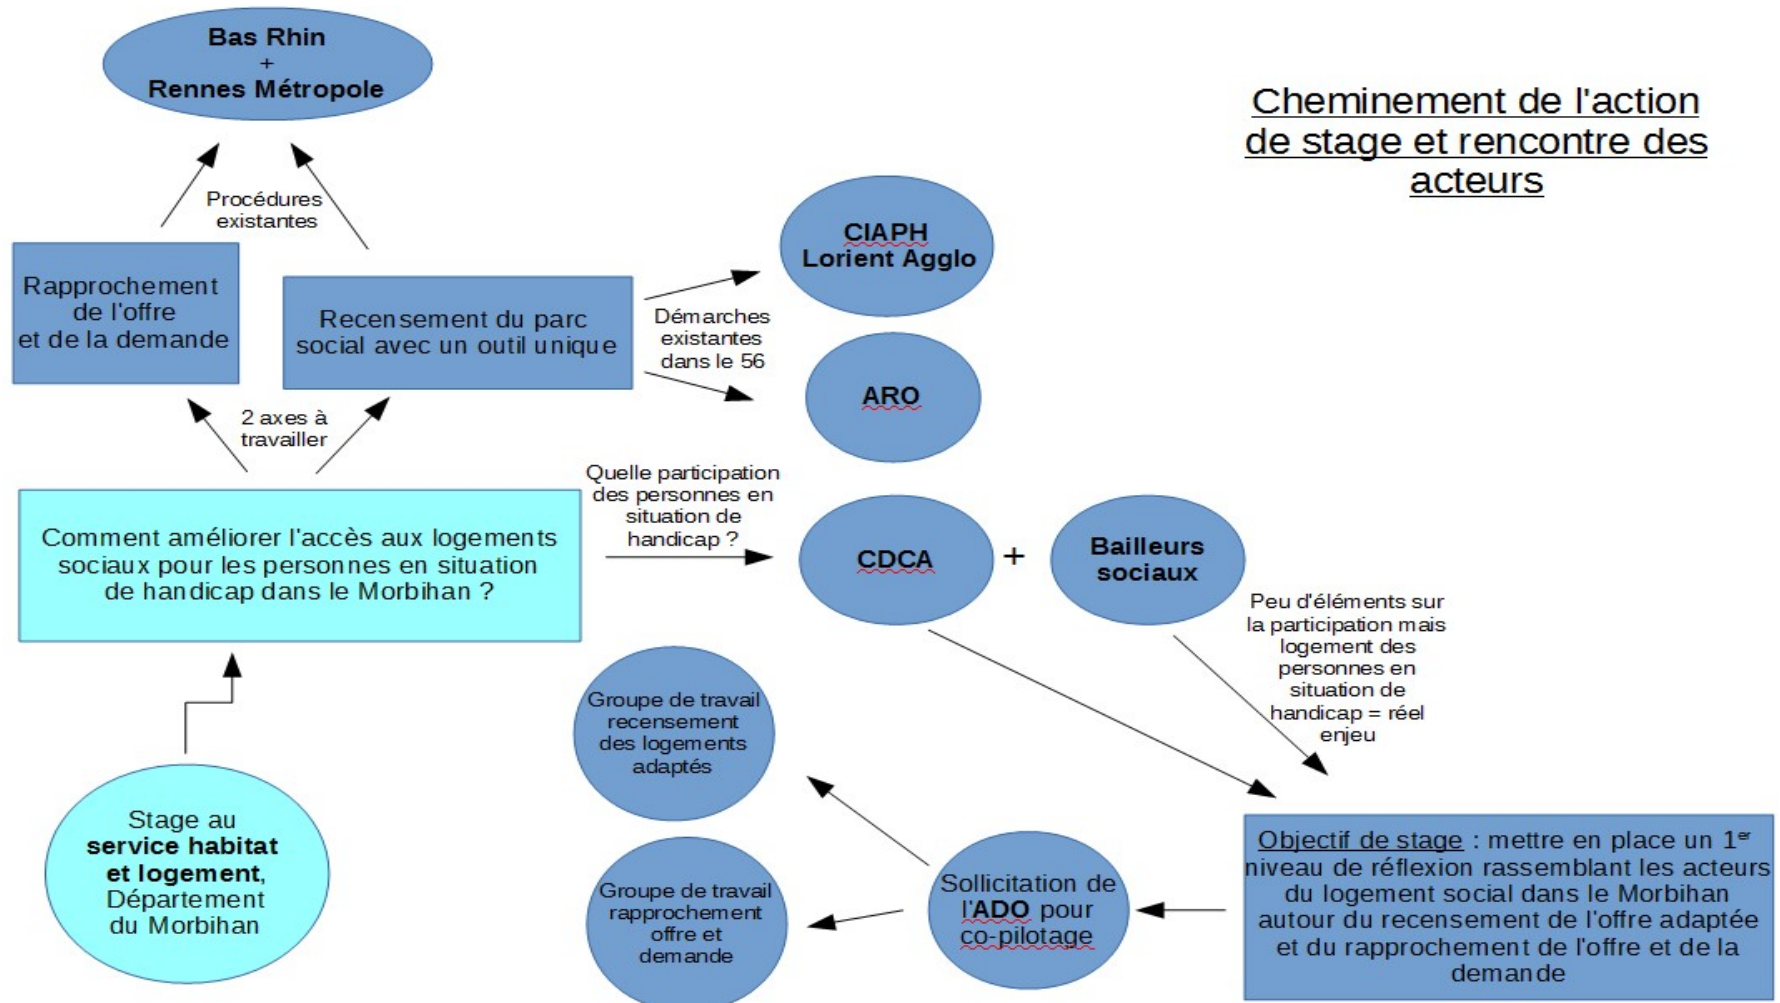 Bas Rhin
+
Rennes Métropole
Cheminement de l'action
de stage et rencontre des
acteurs
Procédures
existantes
CIAPH
Lorient Agglo
Rapprochement
de l'offre
et de la demande
Recensement du parc
social avec un outil unique
Démarches
existantes
dans le 56
ARO
2 axes à
travailler
Quelle participation
des personnes en
situation de
handicap ?
Comment améliorer l'accès aux logements
sociaux pour les personnes en situation
de handicap dans le Morbihan ?
CDCA
+
Bailleurs
sociaux
Peu d'éléments sur
la participation mais
logement des
personnes en
situation de
handicap = réel
enjeu
Groupe de travail
recensement
des logements
adaptés
Stage au
service habitat
et logement,
Département
du Morbihan
Groupe de travail
rapprochement
offre et
demande
Sollicitation de
l'ADO pour
co-pilotage
Objectif de stage : mettre en place un 1er
niveau de réflexion rassemblant les acteurs
du logement social dans le Morbihan
autour du recensement de l'offre adaptée
et du rapprochement de l'offre et de la
demande